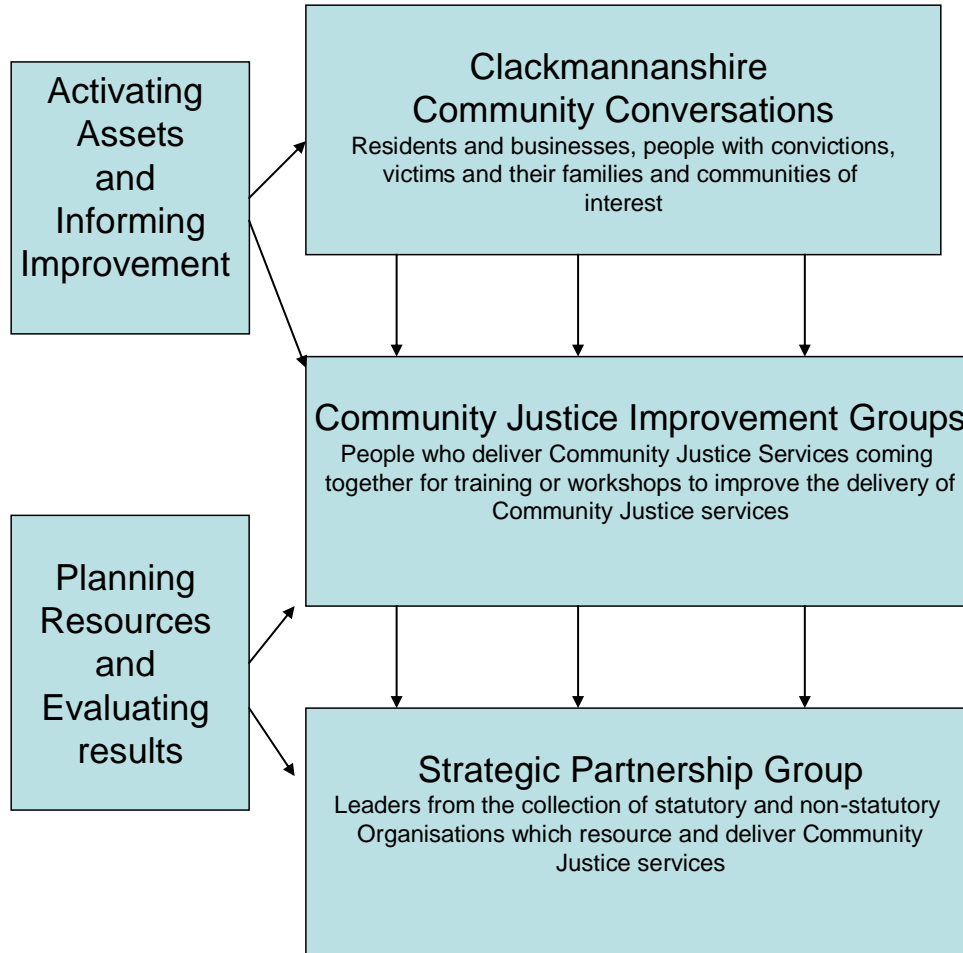 Activating
Assets
and
Informing
Improvement
Clackmannanshire
Community Conversations
Residents and businesses, people with convictions,
victims and their families and communities of
interest
Community Justice Improvement Groups
People who deliver Community Justice Services coming
together for training or workshops to improve the delivery of
Community Justice services
Planning
Resources
and
Evaluating
results
Strategic Partnership Group
Leaders from the collection of statutory and non-statutory
Organisations which resource and deliver Community
Justice services